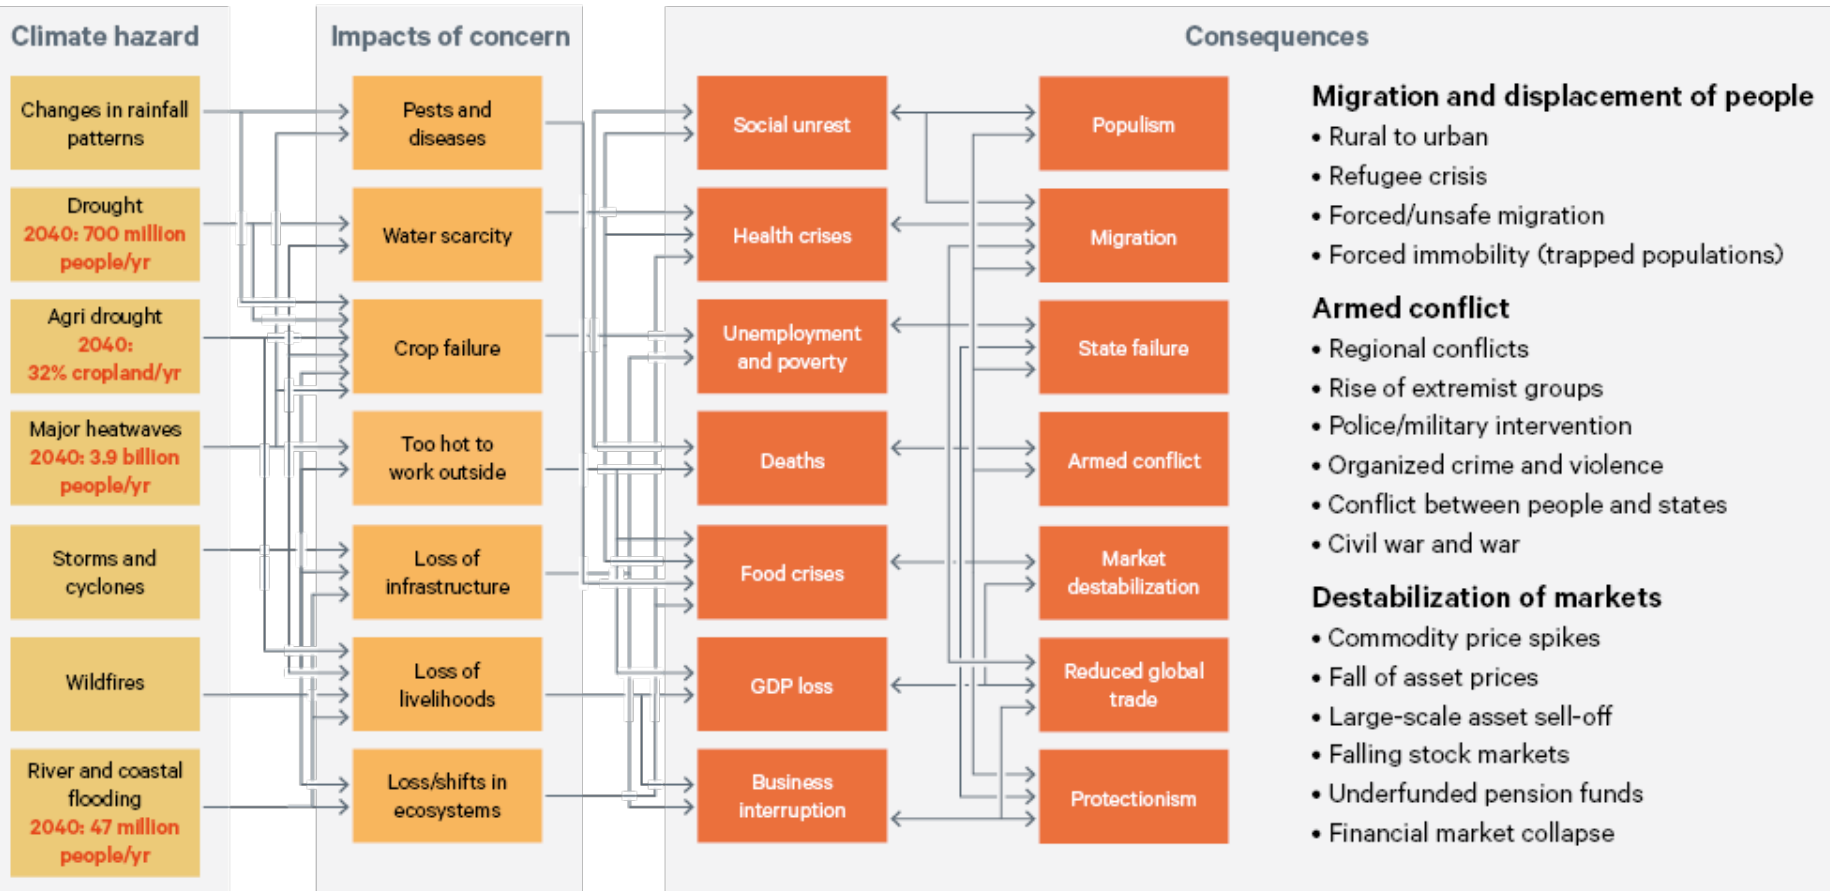 Climate hazard
Changes in rainfall
patterns
Drought
2040: 700 million
people/yr
Agri drought
2040:
32% cropland/yr
Major heatwaves
2040: 3.9 billion
people/yr
Storms and
cyclones
Wildfires
River and coastal
flooding
2040: 47 million
people/yr
Impacts of concern
Pests and
diseases
Water scarcity
Crop failure
Too hot to
work outside
Loss of
infrastructure
Loss of
livelihoods
Loss/shifts in
ecosystems
Consequences
Social unrest
Health crises
Unemployment
and poverty
Deaths
Food crises
GDP loss
Business
interruption
Populism
Migration
State failure
Armed conflict
Market
destabilization
Reduced global
trade
Protectionism
Migration and displacement of people
• Rural to urban
• Refugee crisis
• Forced/unsafe migration
• Forced immobility (trapped populations)
Armed conflict
• Regional conflicts
• Rise of extremist groups
• Police/military intervention
• Organized crime and violence
• Conflict between people and states
• Civil war and war
Destabilization of markets
• Commodity price spikes
• Fall of asset prices
• Large-scale asset sell-off
• Falling stock markets
• Underfunded pension funds
• Financial market collapse